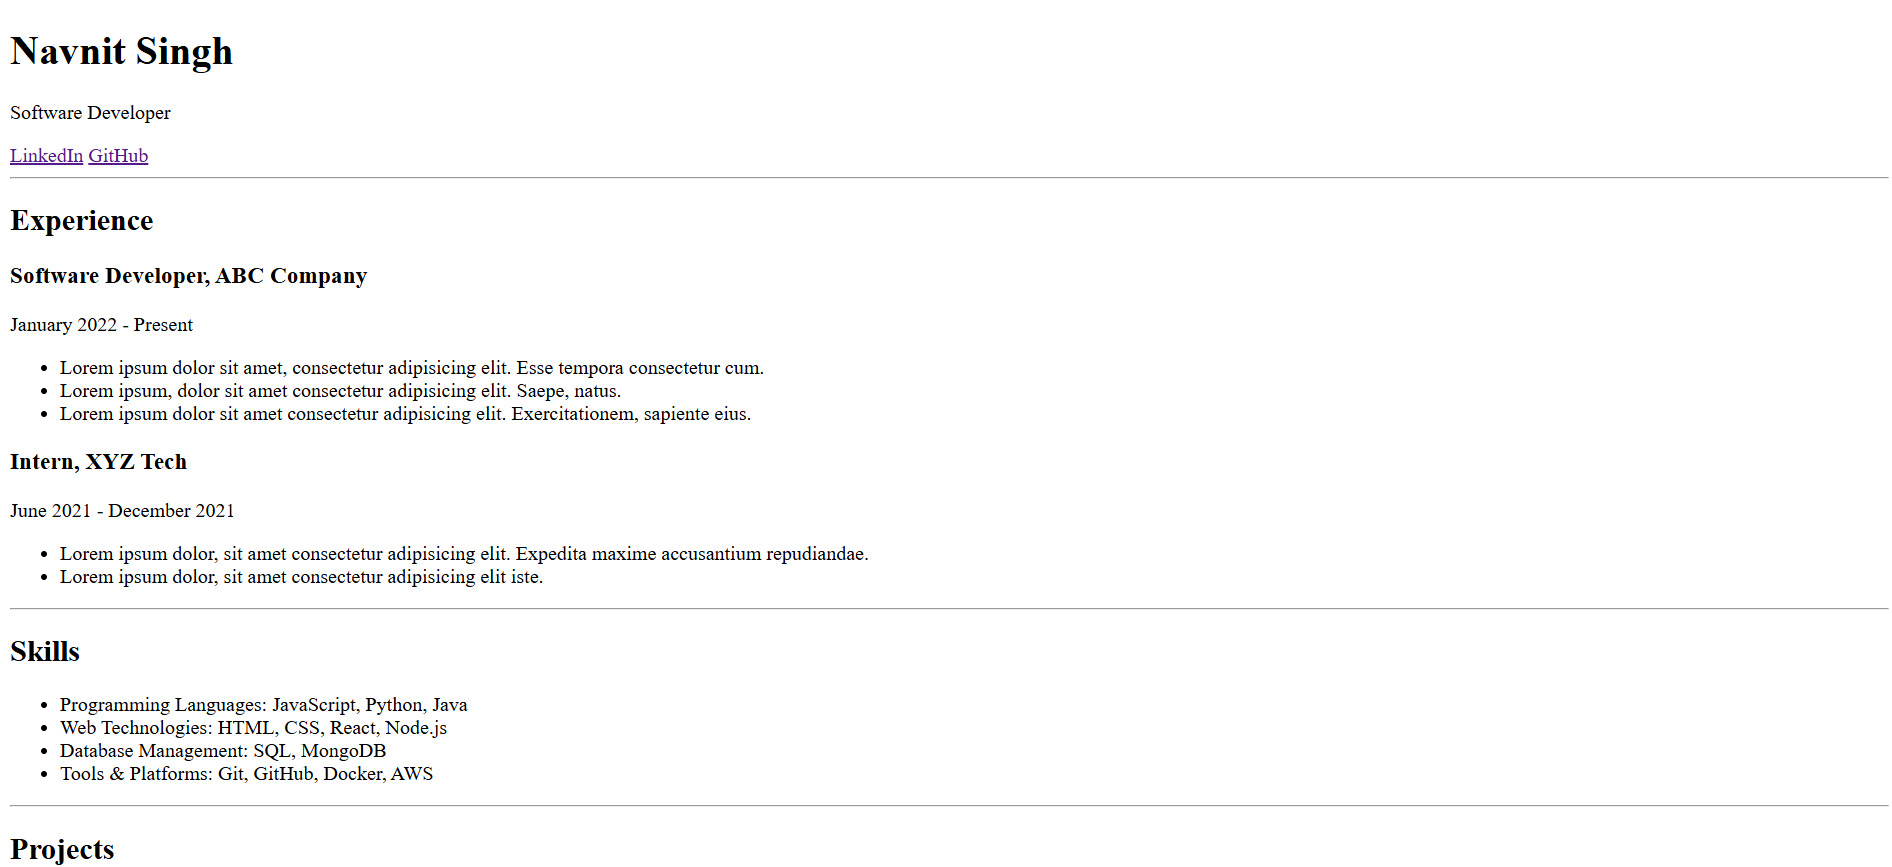 Navnit Singh
Software Developer
LinkedIn GitHub
Experience
Software Developer, ABC Company
January 2022 - Present
• Lorem ipsum dolor sit amet, consectetur adipisicing elit. Esse tempora consectetur cum.
• Lorem ipsum, dolor sit amet consectetur adipisicing elit. Saepe, natus.
• Lorem ipsum dolor sit amet consectetur adipisicing elit. Exercitationem, sapiente eius.
Intern, XYZ Tech
June 2021 - December 2021
• Lorem ipsum dolor, sit amet consectetur adipisicing elit. Expedita maxime accusantium repudiandae.
• Lorem ipsum dolor, sit amet consectetur adipisicing elit iste.
Skills
• Programming Languages: JavaScript, Python, Java
• Web Technologies: HTML, CSS, React, Node.js
• Database Management: SQL, MongoDB
• Tools & Platforms: Git, GitHub, Docker, AWS
Projects